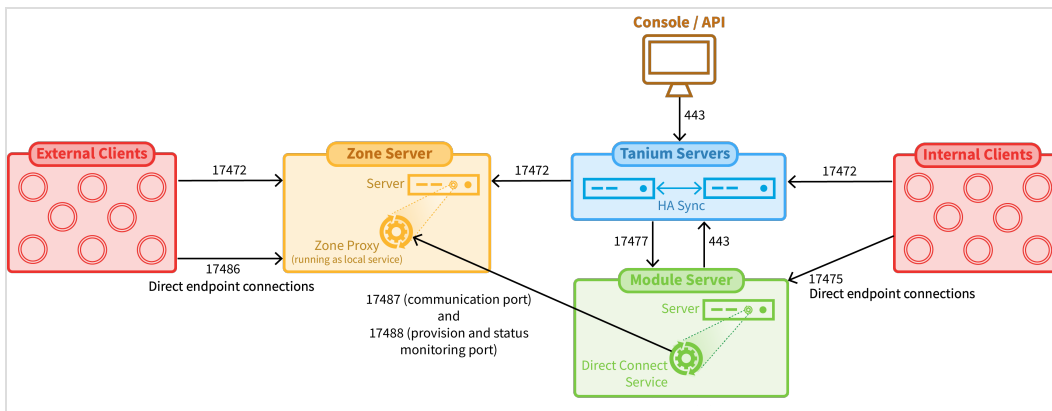 Console / API
443
External Clients
Zone Server
Tanium Servers
Internal Clients
17472
17472
17472
Server
HA Sync
Zone Proxy
(running as local service)
17477
443
17486
Direct endpoint connections
Module Server
17475
Direct endpoint connections
17487 (communication port)
and
17488 (provision and status
monitoring port)
Server
Direct Connect
Service